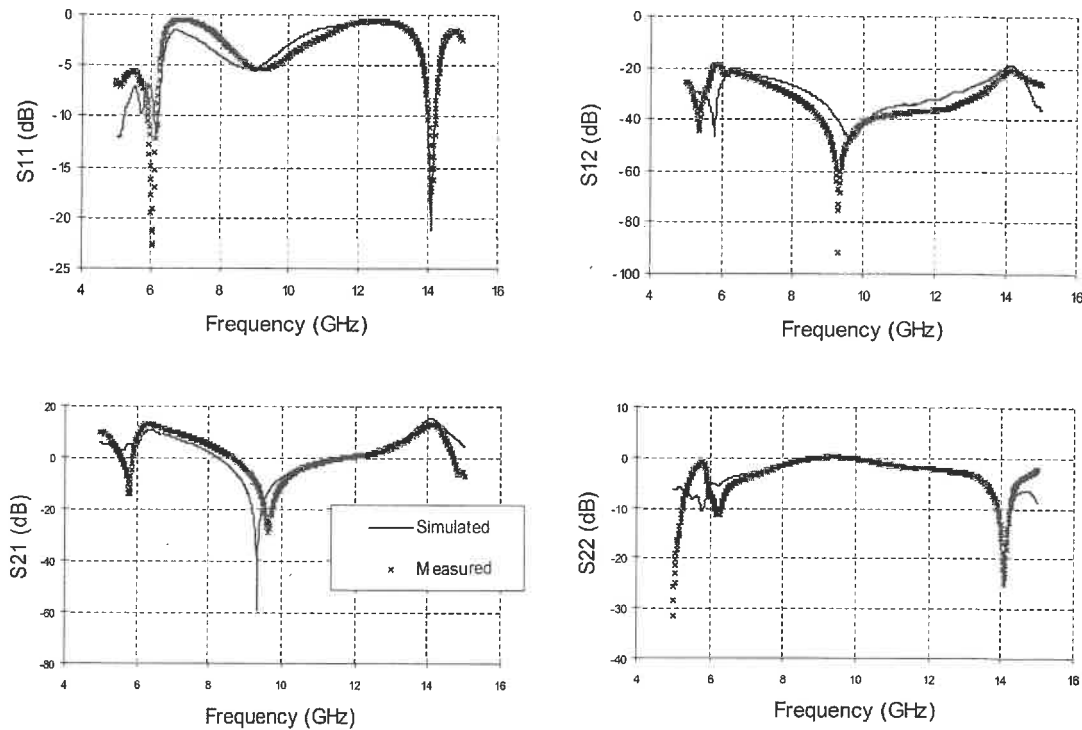 0
-5
-10
-15
-20
-25
S11 (dB)
4 6 8 10 12 14 16
Frequency (GHz)
0
-20
-40
-60
-80
-100
S12 (dB)
4 6 8 10 12 14 16
Frequency (GHz)
20
0
-20
-40
-60
-80
S21 (dB)
Simulated
Measured
4 6 8 10 12 14 16
Frequency (GHz)
10
0
-10
-20
-30
-40
S22 (dB)
4 6 8 10 12 14 16
Frequency (GHz)